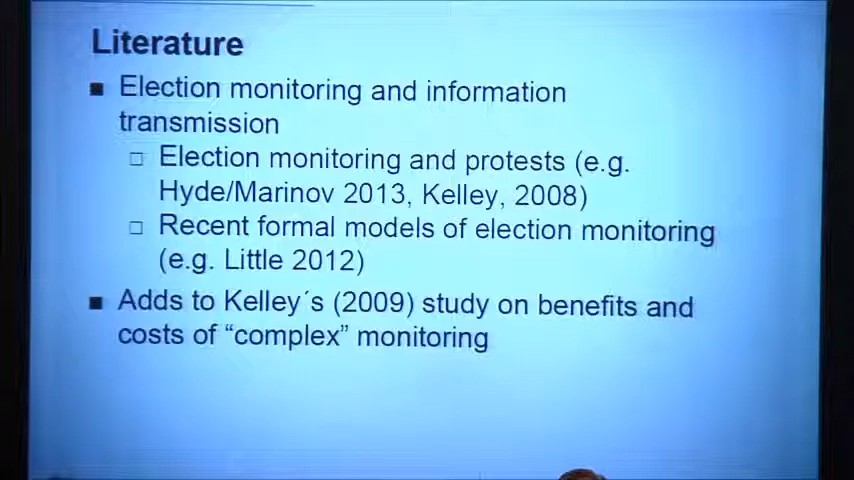 Literature
■ Election monitoring and information
transmission
□ Election monitoring and protests (e.g.
Hyde/Marinov 2013, Kelley, 2008)
□ Recent formal models of election monitoring
(e.g. Little 2012)
■ Adds to Kelley´s (2009) study on benefits and
costs of “complex” monitoring